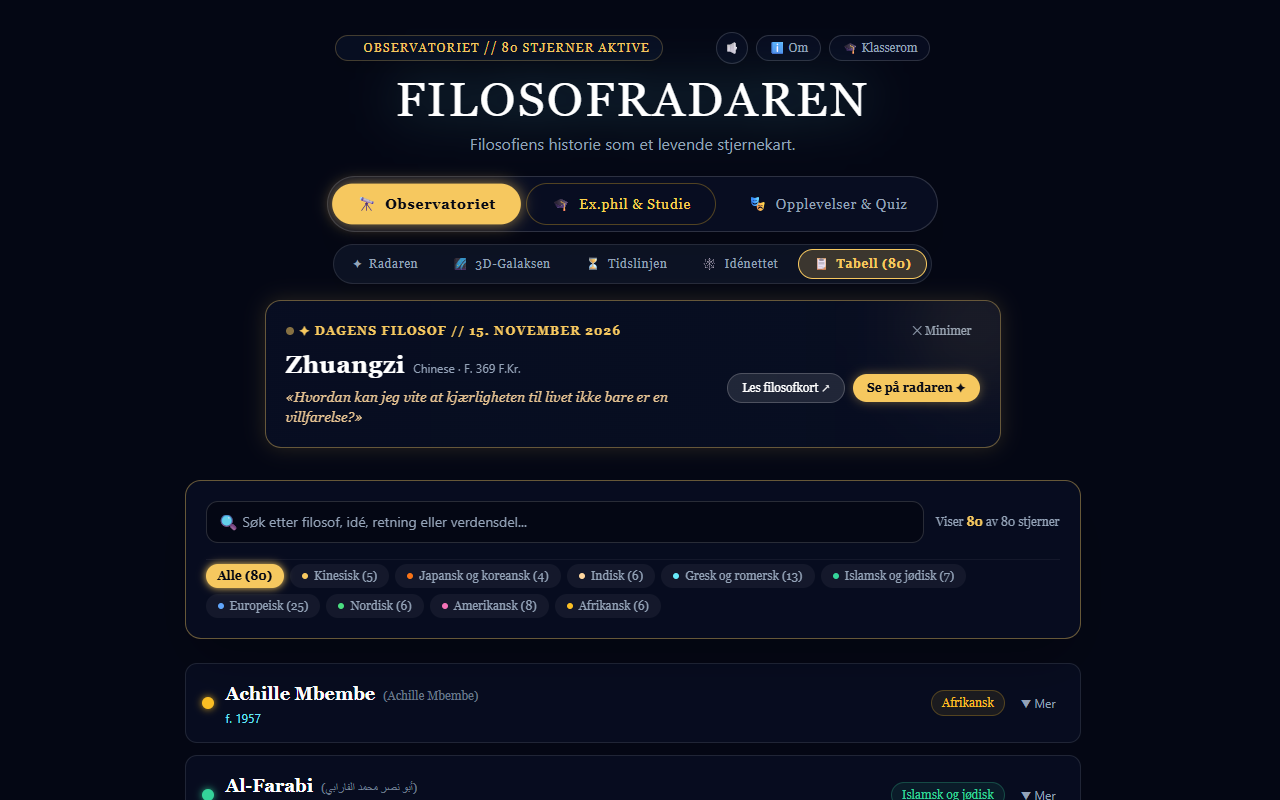 OBSERVATORIET // 80 STJERNER AKTIVE
Om
Klasserom
FILOSOFRADAREN
Filosofiens historie som et levende stjernekart.
Observatoriet
Ex.phil & Studie
Opplevelser & Quiz
Radaren
3D-Galaksen
Tidslinjen
Idénettet
Tabell (80)
DAGENS FILOSOF // 15. NOVEMBER 2026
Minimer
Zhuangzi Chinese · F. 369 F.Kr.
«Hvordan kan jeg vite at kjærligheten til livet ikke bare er en
villfarelse?»
Les filosofkort ↗
Se på radaren ✦
Søk etter filosof, idé, retning eller verdensdel...
Viser 80 av 80 stjerner
Alle (80)
Kinesisk (5)
Japansk og koreansk (4)
Indisk (6)
Gresk og romersk (13)
Islamsk og jødisk (7)
Europeisk (25)
Nordisk (6)
Amerikansk (8)
Afrikansk (6)
Achille Mbembe (Achille Mbembe)
f. 1957
Afrikansk
▼ Mer
Al-Farabi (أبو نصر محمد الفارابي)
Islamsk og jødisk
▼ Mer